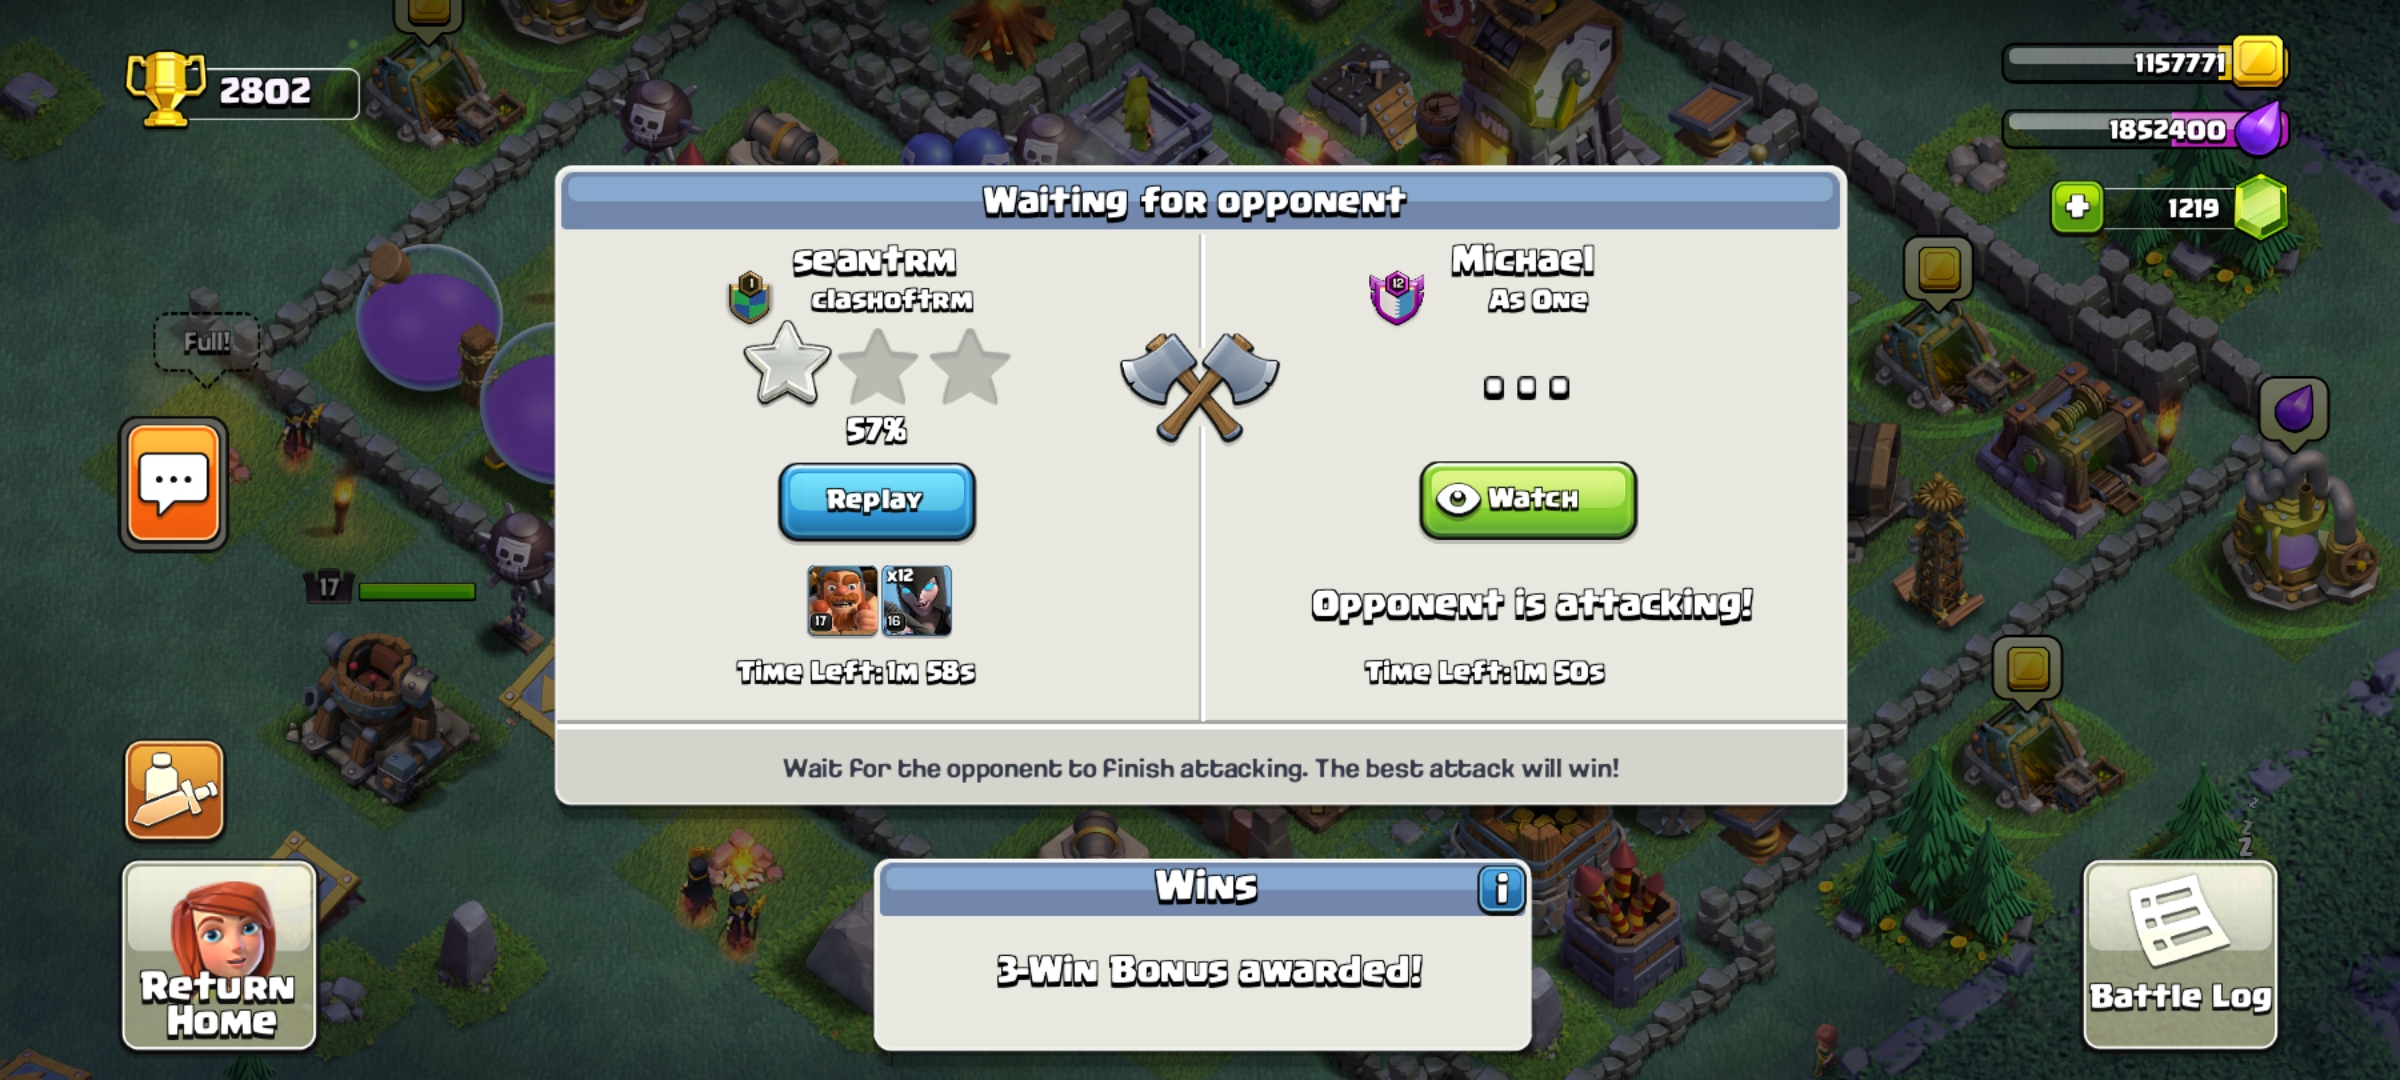 2802
1157771
1852400
1219
Full!
17
Waiting for opponent
seantrm
1
clashoftrm
57%
Replay
x12
17
16
Time Left: 1m 58s
Michael
12
As One
Watch
Opponent is attacking!
Time Left: 1m 50s
Wait for the opponent to finish attacking. The best attack will win!
Wins
i
3-Win Bonus awarded!
Return
Home
Battle Log
z
z
z